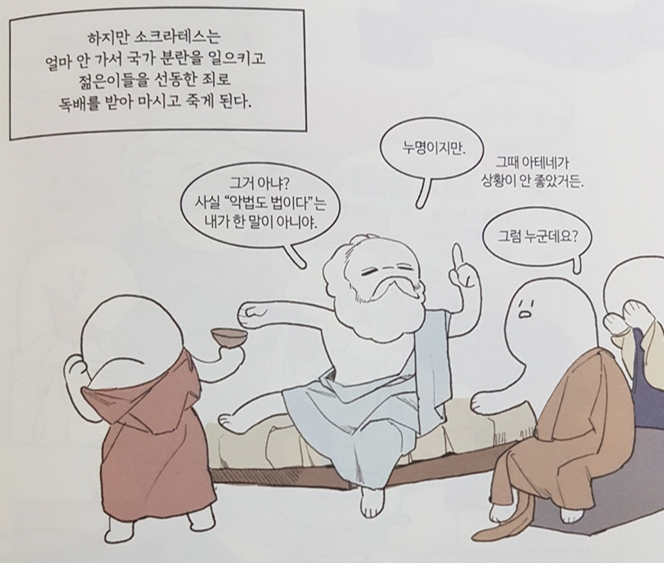 하지만 소크라테스는
얼마 안 가서 국가 분란을 일으키고
젊은이들을 선동한 죄로
독배를 받아 마시고 죽게 된다.
누명이지만.
그때 아테네가
상황이 안 좋았거든.
그거 아냐?
사실 “악법도 법이다”는
내가 한 말이 아니야.
그럼 누군데요?